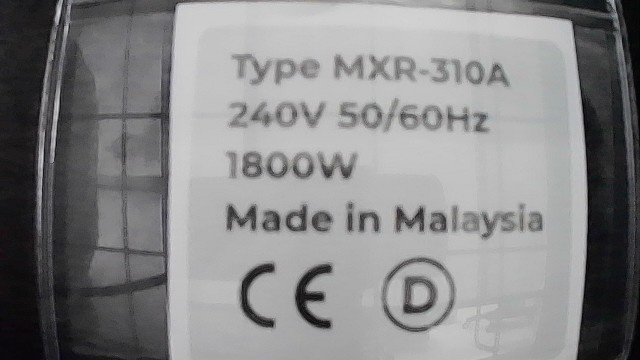 Type MXR-310A
240V 50/60Hz
1800W
Made in Malaysia
CE D